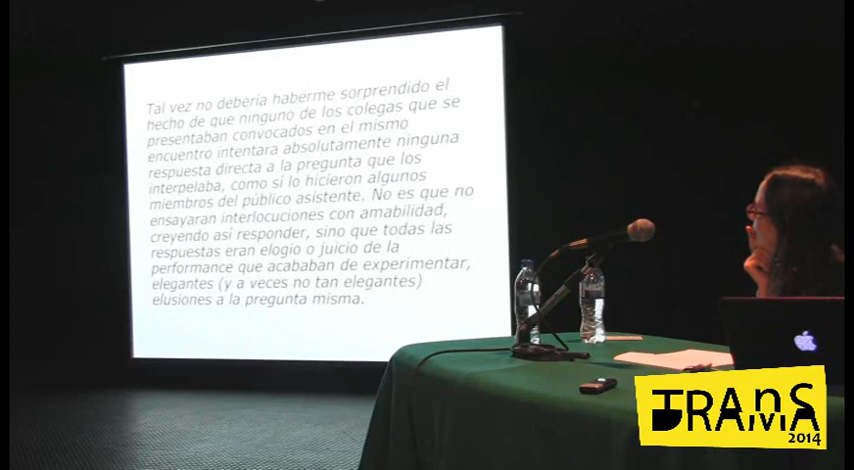 Tal vez no debería haberme sorprendido el
hecho de que ninguno de los colegas que se
presentaban convocados en el mismo
encuentro intentara absolutamente ninguna
respuesta directa a la pregunta que los
interpelaba, como sí lo hicieron algunos
miembros del público asistente. No es que no
ensayaran interlocuciones con amabilidad,
creyendo así responder, sino que todas las
respuestas eran elogio o juicio de la
performance que acababan de experimentar,
elegantes (y a veces no tan elegantes)
elusiones a la pregunta misma.
TRANS
TRAMA
2014